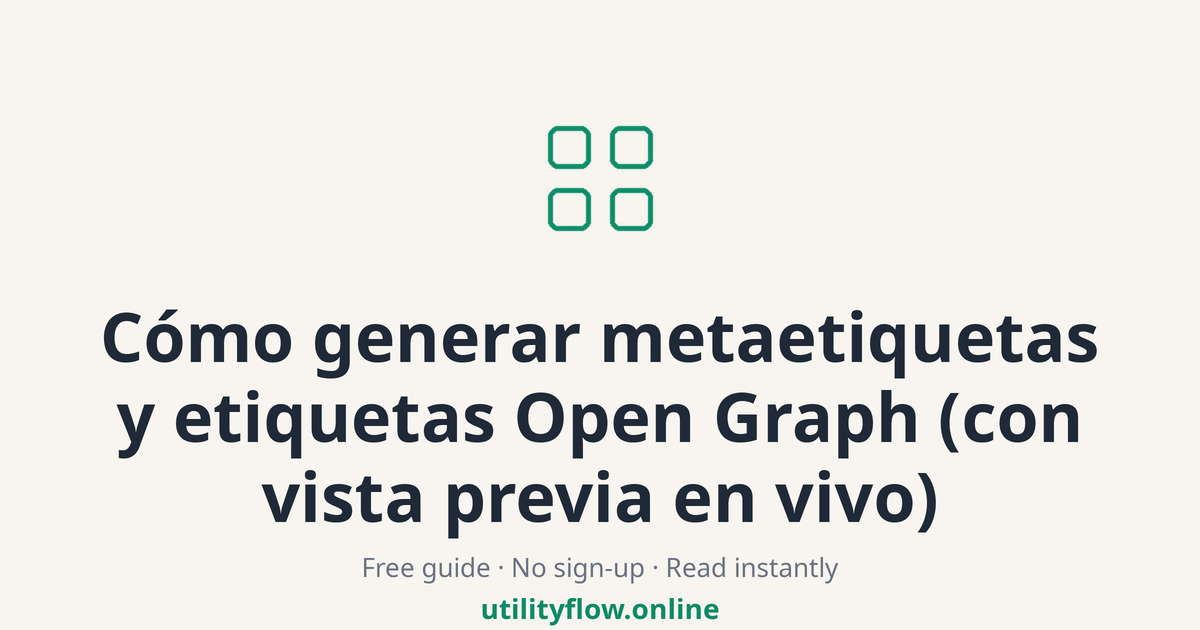 Cómo generar metaetiquetas
y etiquetas Open Graph (con
vista previa en vivo)
Free guide · No sign-up · Read instantly
utilityflow.online